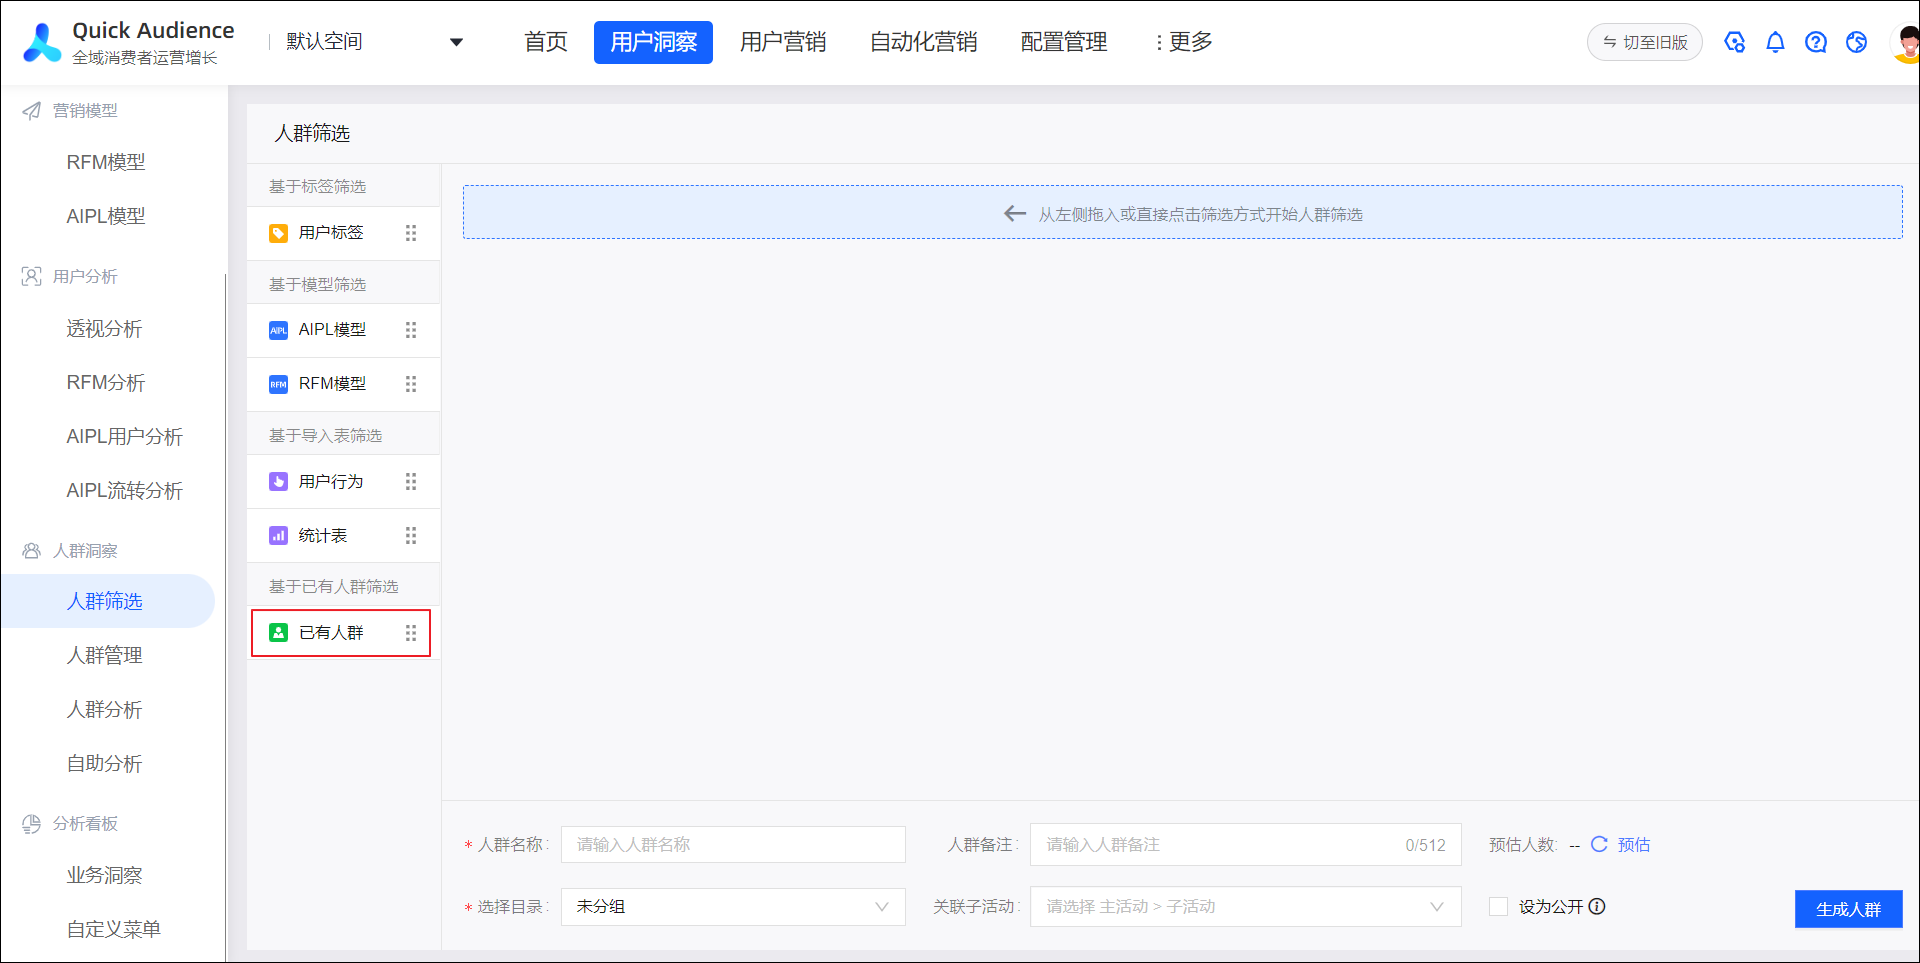 Quick Audience
全域消费者运营增长
默认空间
首页
用户洞察
用户营销
自动化营销
配置管理
更多
切至旧版
营销模型
RFM模型
AIPL模型
用户分析
透视分析
RFM分析
AIPL用户分析
AIPL流转分析
人群洞察
人群筛选
人群管理
人群分析
自助分析
分析看板
业务洞察
自定义菜单
人群筛选
基于标签筛选
用户标签
基于模型筛选
AIPL AIPL模型
RFM RFM模型
基于导入表筛选
用户行为
统计表
基于已有人群筛选
已有人群
从左侧拖入或直接点击筛选方式开始人群筛选
* 人群名称: 请输入人群名称
人群备注: 请输入人群备注 0/512
预估人数: -- 预估
* 选择目录: 未分组
关联子活动: 请选择 主活动 > 子活动
设为公开
生成人群